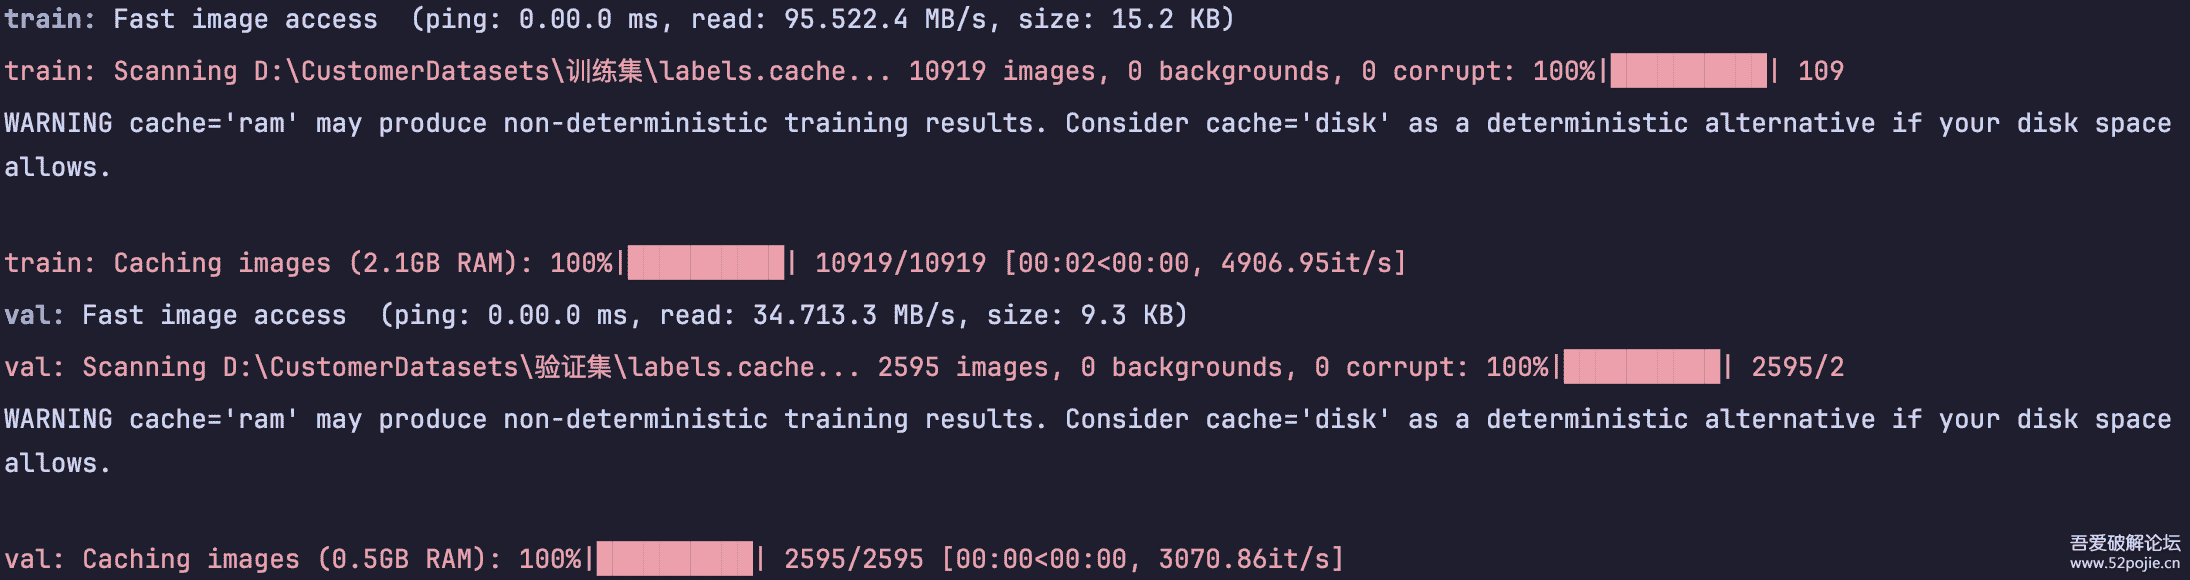 train: Fast image access  (ping: 0.00.0 ms, read: 95.522.4 MB/s, size: 15.2 KB)
train: Scanning D:\CustomerDatasets\训练集\labels.cache... 10919 images, 0 backgrounds, 0 corrupt: 100%|██████████| 109
WARNING cache='ram' may produce non-deterministic training results. Consider cache='disk' as a deterministic alternative if your disk space
allows.
train: Caching images (2.1GB RAM): 100%|██████████| 10919/10919 [00:02<00:00, 4906.95it/s]
val: Fast image access  (ping: 0.00.0 ms, read: 34.713.3 MB/s, size: 9.3 KB)
val: Scanning D:\CustomerDatasets\验证集\labels.cache... 2595 images, 0 backgrounds, 0 corrupt: 100%|██████████| 2595/2
WARNING cache='ram' may produce non-deterministic training results. Consider cache='disk' as a deterministic alternative if your disk space
allows.
val: Caching images (0.5GB RAM): 100%|██████████| 2595/2595 [00:00<00:00, 3070.86it/s]
吾爱破解论坛
www.52pojie.cn